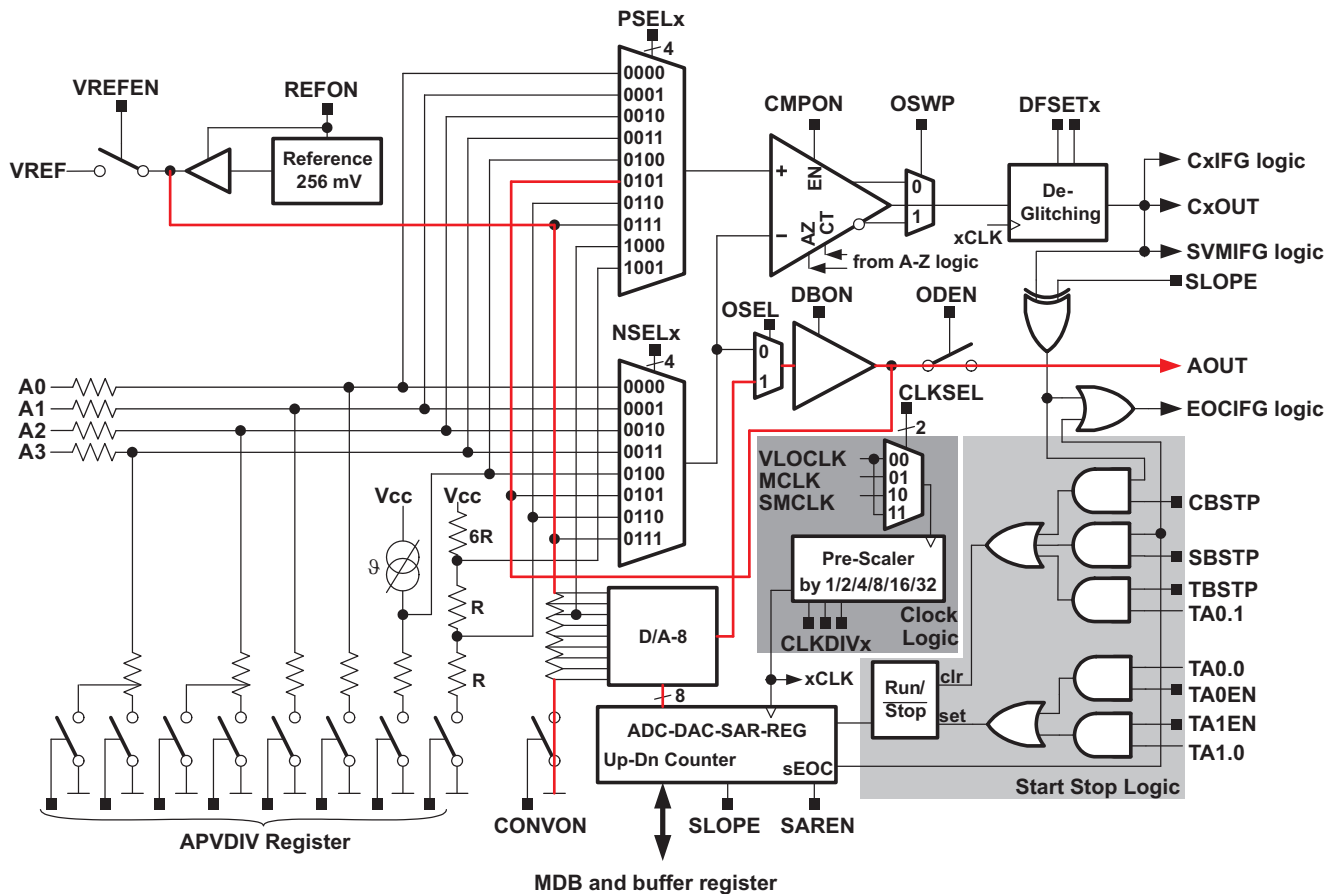 PSELx
4
0000
0001
0010
0011
0100
0101
0110
0111
1000
1001
VREFEN
REFON
VREF
Reference
256 mV
CMPON
OSWP
DFSETx
+
−
EN
AZ
CT
0
1
from A-Z logic
De-
Glitching
xCLK
CxIFG logic
CxOUT
SVMIFG logic
SLOPE
OSEL
0
1
DBON
ODEN
AOUT
EOCIFG logic
NSELx
4
0000
0001
0010
0011
0100
0101
0110
0111
A0
A1
A2
A3
Vcc
Vcc
6R
ϑ
R
R
CLKSEL
2
VLOCLK
MCLK
SMCLK
00
01
10
11
Pre-Scaler
by 1/2/4/8/16/32
Clock
Logic
CLKDIVx
CBSTP
SBSTP
TBSTP
TA0.1
TA0.0
TA0EN
TA1EN
TA1.0
Run/
Stop
clr
set
Start Stop Logic
D/A-8
8
xCLK
ADC-DAC-SAR-REG
Up-Dn Counter
sEOC
APVDIV Register
CONVON
SLOPE
SAREN
MDB and buffer register